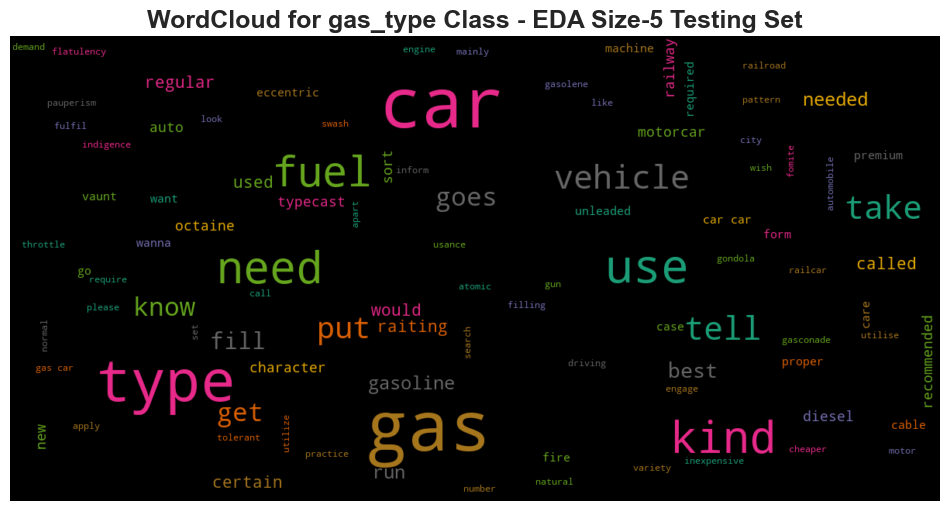 WordCloud for gas_type Class - EDA Size-5 Testing Set
demand
flatulency
engine
mainly
machine
railway
required
railroad
regular
eccentric
car
gasolene
like
pattern
needed
pauperism
fulfil
look
auto
swash
motorcar
city
indigence
sort
inform
fuel
used
typecast
vehicle
goes
wish
fomite
automobile
premium
vaunt
want
apart
unleaded
car car
take
octaine
form
throttle
wanna
usance
go
require
need
call
atomic
use
gondola
railcar
called
gun
filling
please
know
would
put
raiting
search
case
tell
care
utilise
gasconade
recommended
normal
set
fill
gas car
type
character
gasoline
driving
best
proper
engage
get
tolerant
utilize
gas
kind
diesel
cable
new
apply
practice
run
fire
variety
inexpensive
cheaper
motor
certain
number
natural